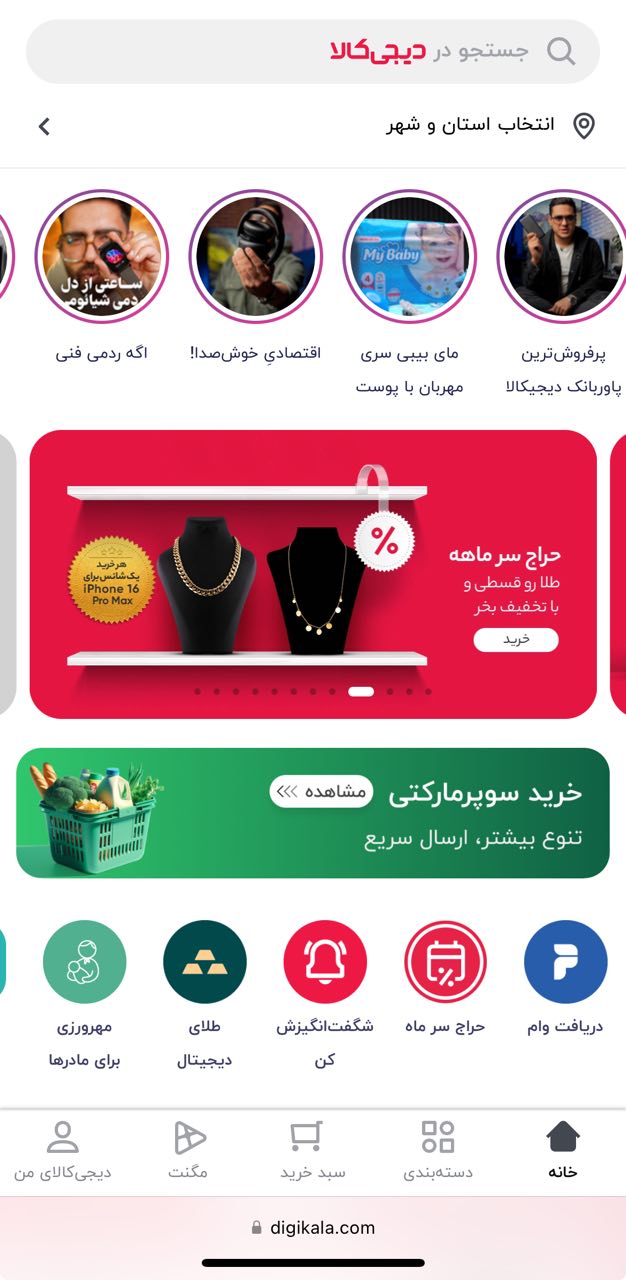 جستجو در دیجی‌کالا
انتخاب استان و شهر
My Baby
4
ساعتی از دل
دمی شیائومی
پرفروش‌ترین
پاوربانک دیجیکالا
مای بیبی سری
مهربان با پوست
اقتصادیِ خوش‌صدا!
اگه ردمی فنی
حراج سر ماهه
طلا رو قسطی و
با تخفیف بخر
خرید
%
هر خرید
یک شانس برای
iPhone 16
Pro Max
خرید سوپرمارکتی
مشاهده
تنوع بیشتر، ارسال سریع
دریافت وام
حراج سر ماه
شگفت‌انگیزش
کن
طلای
دیجیتال
مهرورزی
برای مادرها
خانه
دسته‌بندی
سبد خرید
مگنت
دیجی‌کالای من
digikala.com